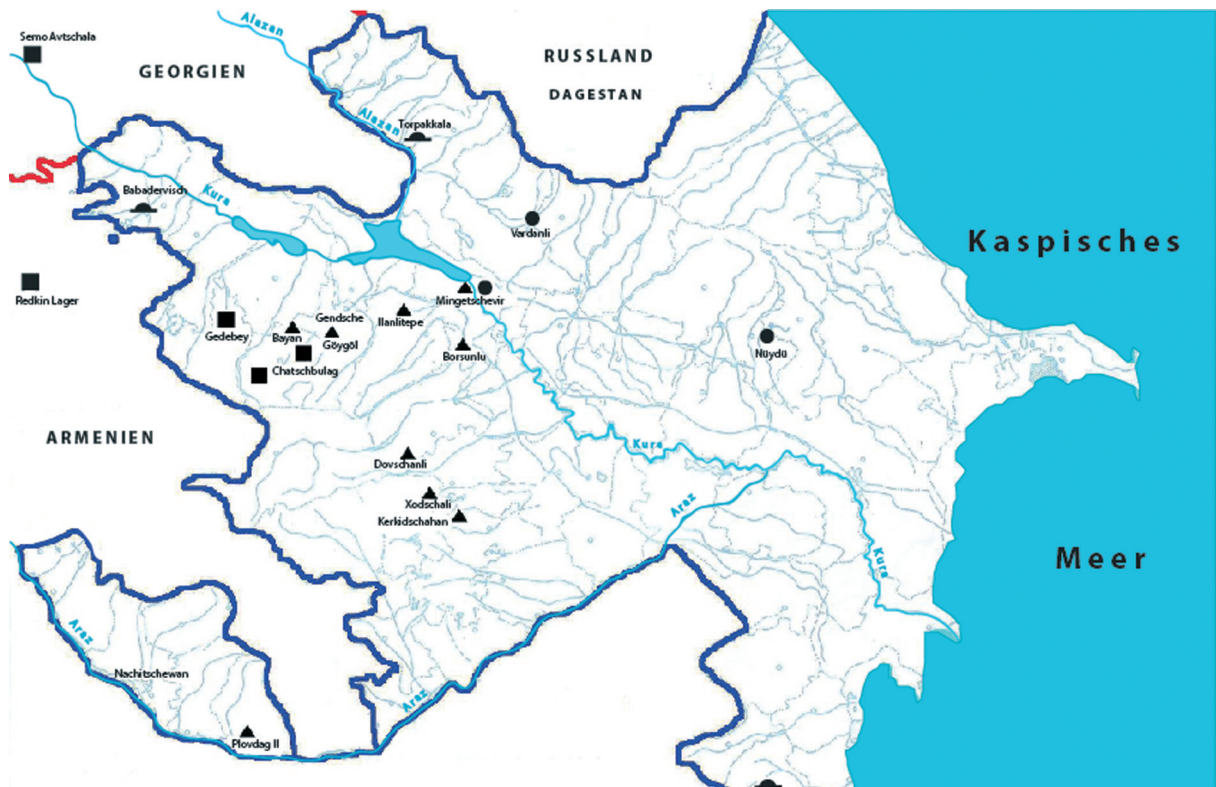 Semo Avtschala
Alazan
GEORGIEN
RUSSLAND
DAGESTAN
Alazan
Torpakkala
Babadervisch
Kura
Vardanli
Kaspisches
Redkin Lager
Mingetschevir
Gedebey
Bayan
Gendsche
Göygöl
Ilanlitepe
Borsunlu
Nüydü
Chatschbulag
ARMENIEN
Kura
Dovschanli
Xodschali
Kerkidschahan
Araz
Kura
Meer
Araz
Nachitschewan
Araz
Plovdag II